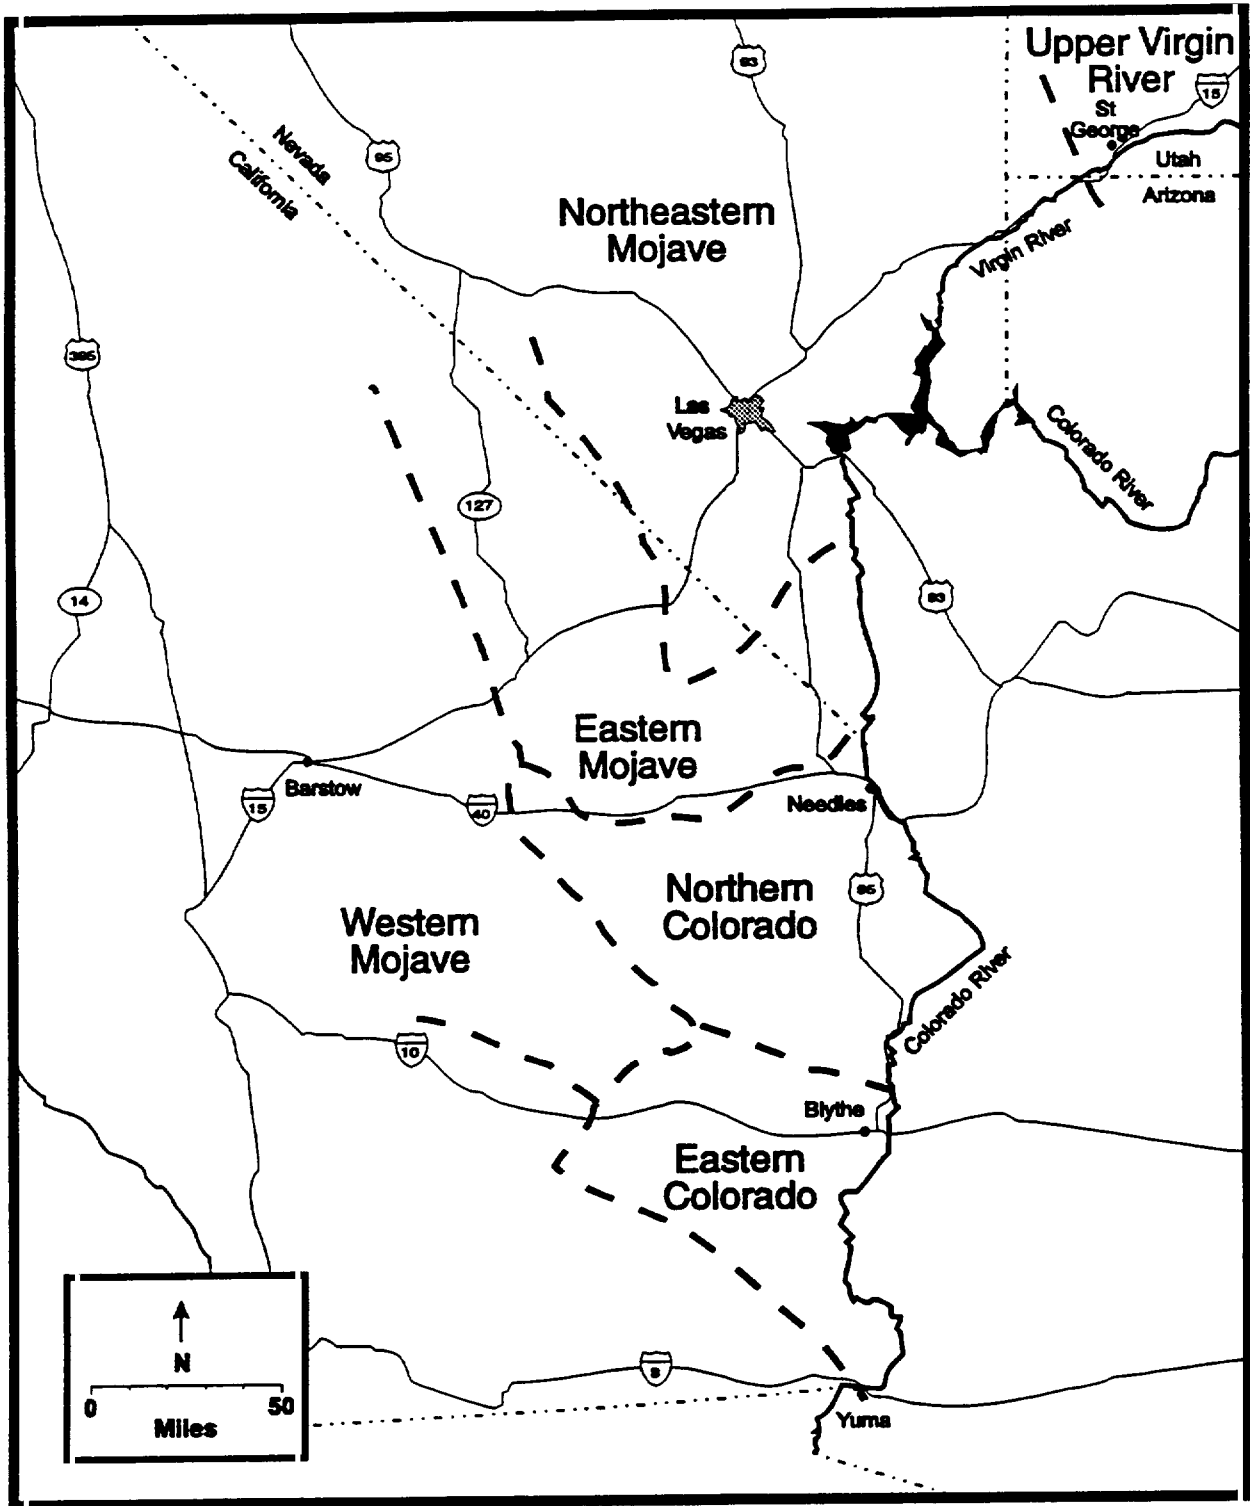 Upper Virgin
River
93
15
St
George
Utah
Arizona
Nevada
California
95
Northeastern
Mojave
Virgin River
395
Las
Vegas
Colorado River
127
14
93
Eastern
Mojave
Barstow
15
40
Needles
Northern
Colorado
95
Western
Mojave
Colorado River
10
Blythe
Eastern
Colorado
N
0 50
Miles
8
Yuma